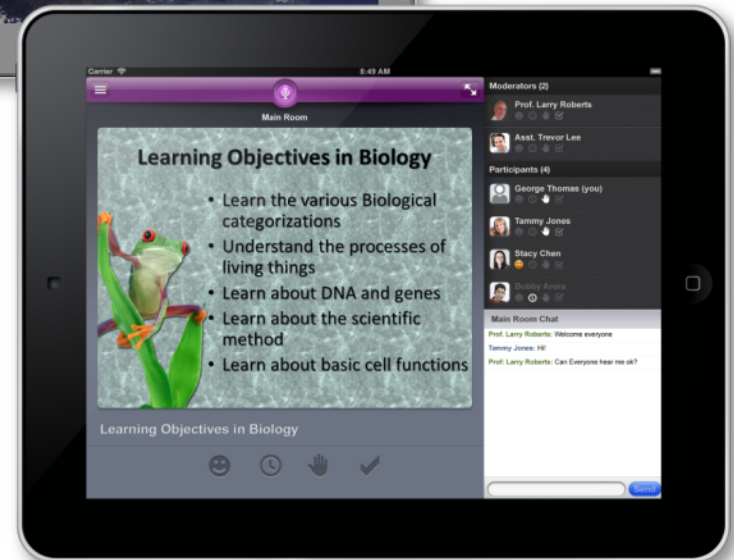 Carrier 8:49 AM
Main Room
Learning Objectives in Biology
• Learn the various Biological
categorizations
• Understand the processes of
living things
• Learn about DNA and genes
• Learn about the scientific
method
• Learn about basic cell functions
Learning Objectives in Biology
Moderators (2)
Prof. Larry Roberts
Asst. Trevor Lee
Participants (4)
George Thomas (you)
Tammy Jones
Stacy Chen
Bobby Arora
Main Room Chat
Prof. Larry Roberts: Welcome everyone
Tammy Jones: Hi!
Prof. Larry Roberts: Can Everyone hear me ok?
Send